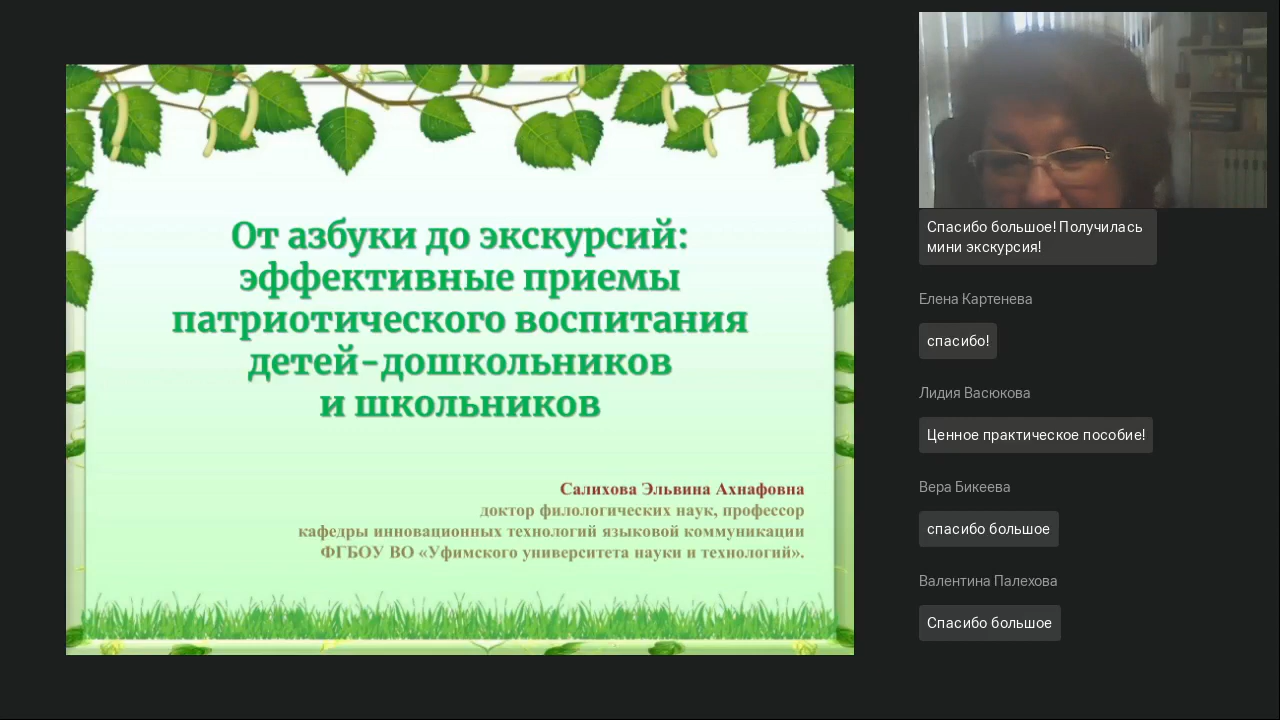 От азбуки до экскурсий:
эффективные приемы
патриотического воспитания
детей-дошкольников
и школьников
Салихова Эльвина Ахнафовна
доктор филологических наук, профессор
кафедры инновационных технологий языковой коммуникации
ФГБОУ ВО «Уфимского университета науки и технологий».
Спасибо большое! Получилась
мини экскурсия!
Елена Картенева
спасибо!
Лидия Васюкова
Ценное практическое пособие!
Вера Бикеева
спасибо большое
Валентина Палехова
Спасибо большое